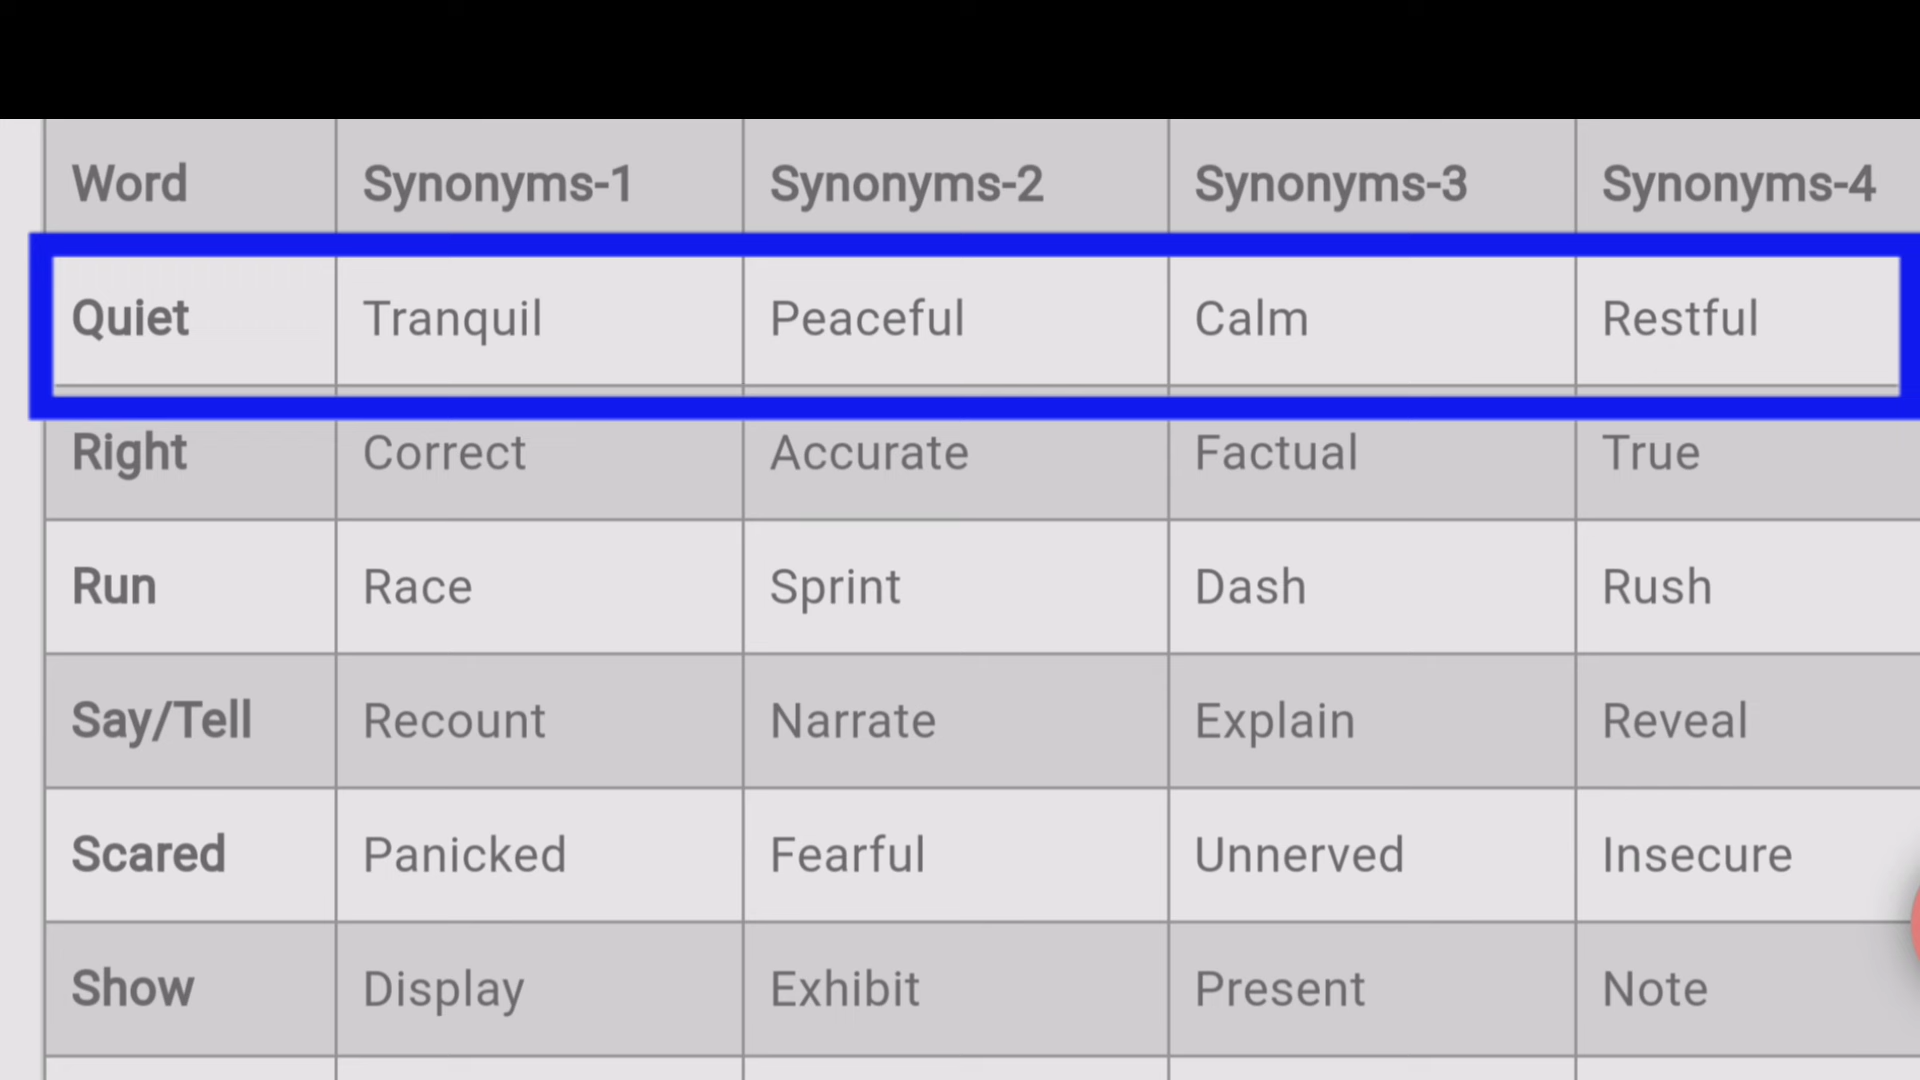 Word Synonyms-1 Synonyms-2 Synonyms-3 Synonyms-4
Quiet Tranquil Peaceful Calm Restful
Right Correct Accurate Factual True
Run Race Sprint Dash Rush
Say/Tell Recount Narrate Explain Reveal
Scared Panicked Fearful Unnerved Insecure
Show Display Exhibit Present Note